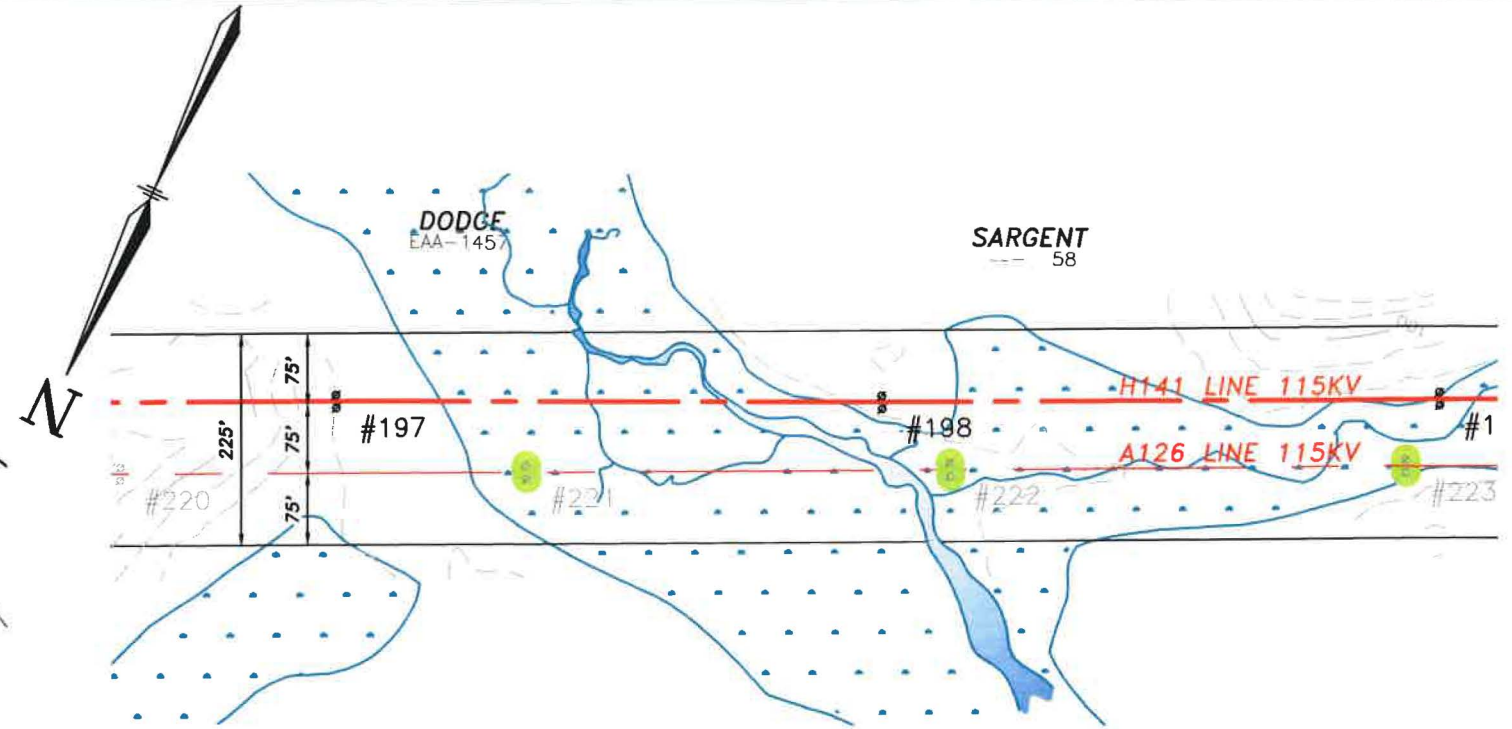 DODGE
EAA-1457
SARGENT
58
N
75'
75'
75'
225'
H141 LINE 115KV
#197
#198
#1
A126 LINE 115KV
#220
#221
#222
#223